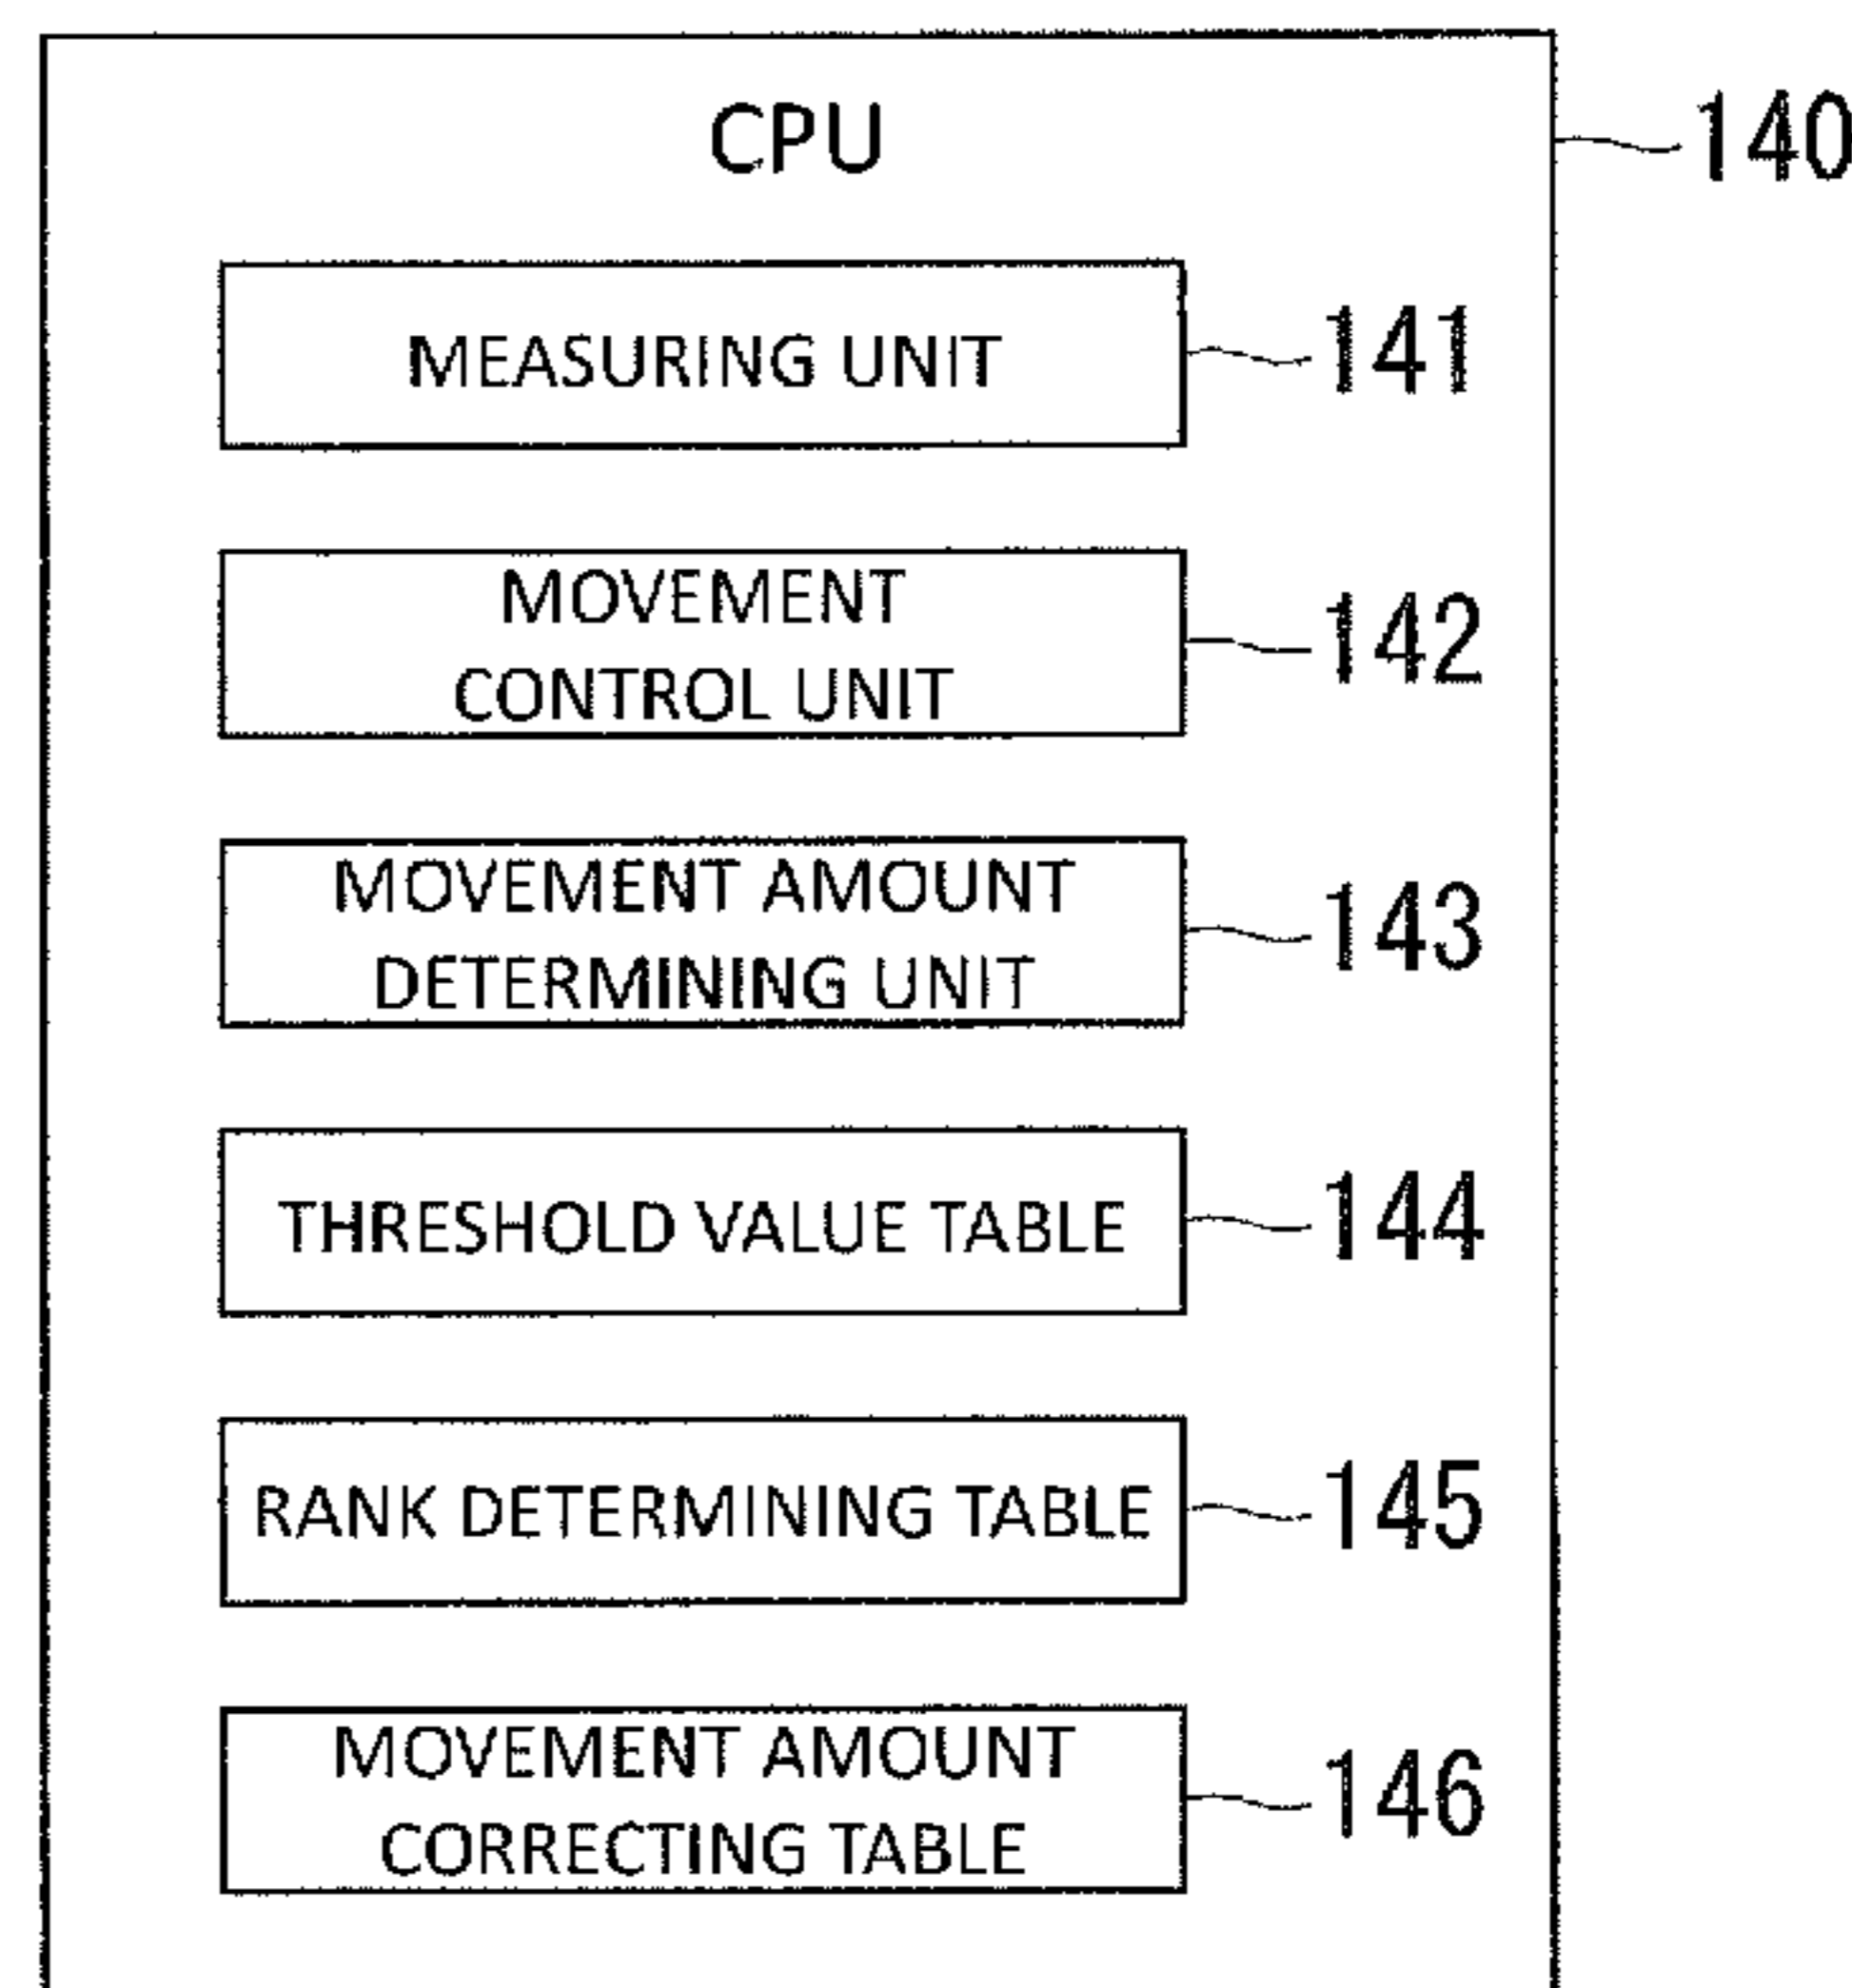 CPU
140
MEASURING UNIT
141
MOVEMENT
CONTROL UNIT
142
MOVEMENT AMOUNT
DETERMINING UNIT
143
THRESHOLD VALUE TABLE
144
RANK DETERMINING TABLE
145
MOVEMENT AMOUNT
CORRECTING TABLE
146